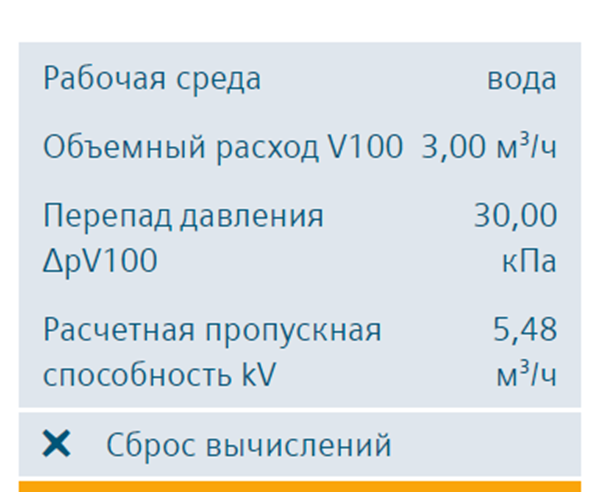 Рабочая среда вода
Объемный расход V100 3,00 м³/ч
Перепад давления 30,00
ΔpV100 кПа
Расчетная пропускная 5,48
способность kV м³/ч
Сброс вычислений